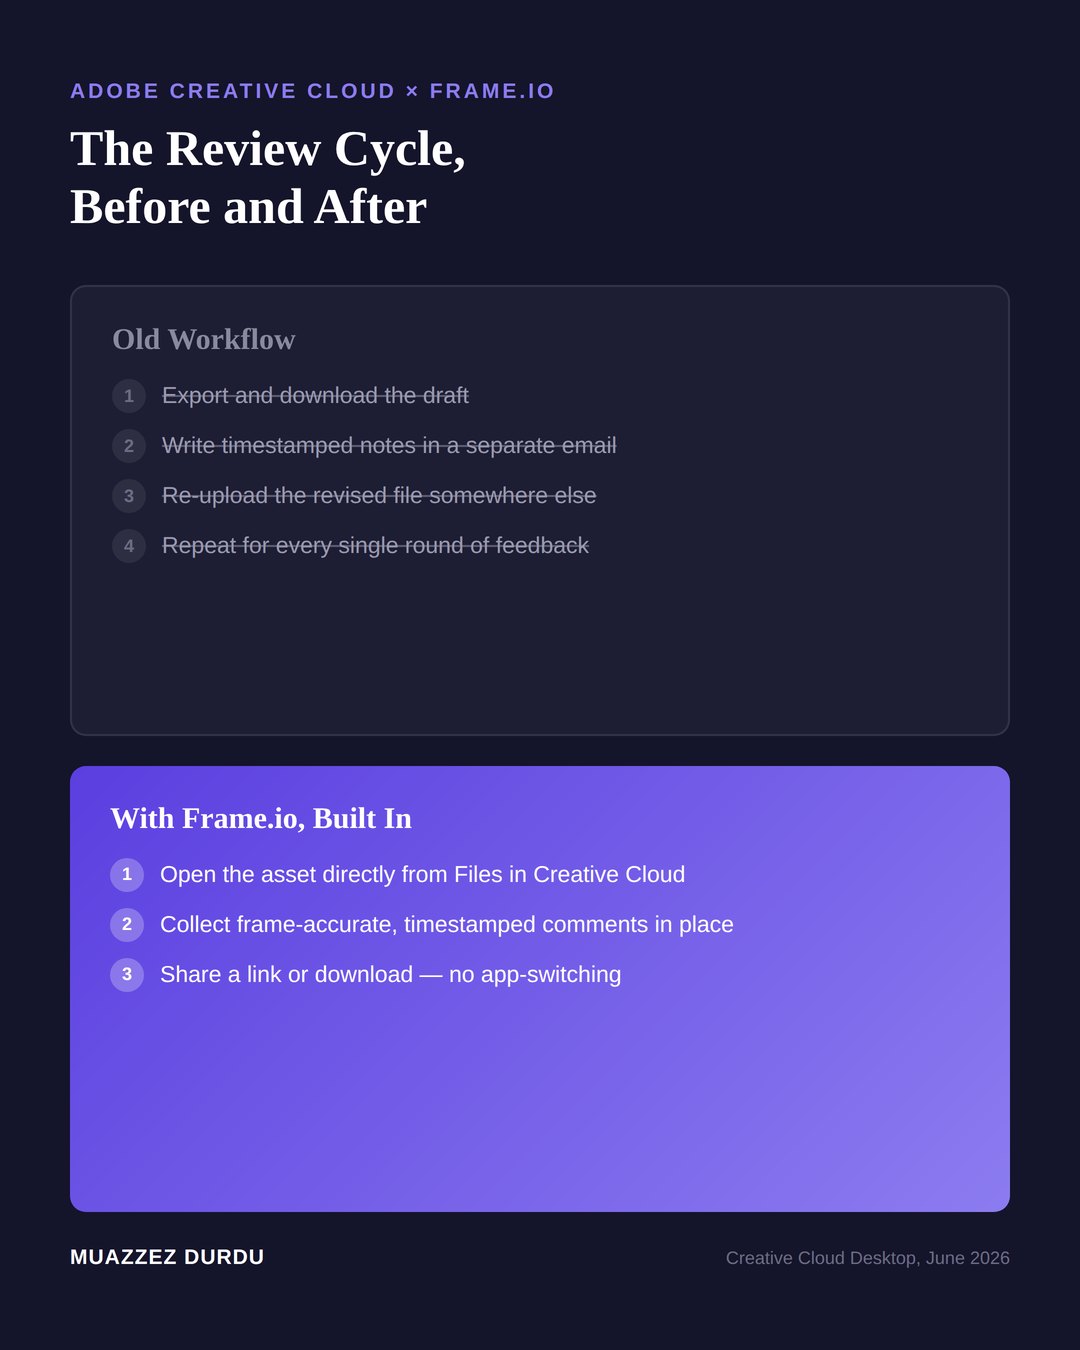 ADOBE CREATIVE CLOUD × FRAME.IO
The Review Cycle,
Before and After
Old Workflow
1 Export and download the draft
2 Write timestamped notes in a separate email
3 Re-upload the revised file somewhere else
4 Repeat for every single round of feedback
With Frame.io, Built In
1 Open the asset directly from Files in Creative Cloud
2 Collect frame-accurate, timestamped comments in place
3 Share a link or download — no app-switching
MUAZZEZ DURDU
Creative Cloud Desktop, June 2026